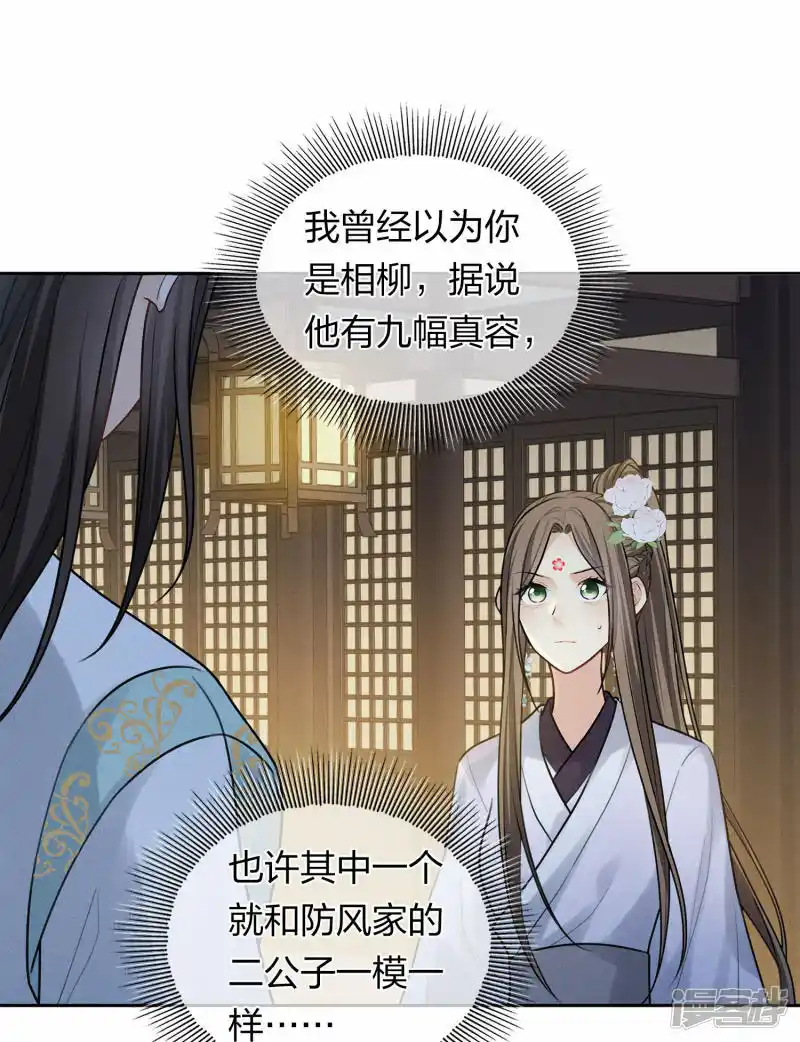 我曾经以为你
是相柳，据说
他有九幅真容，
也许其中一个
就和防风家的
二公子一模一
样……
漫客栈